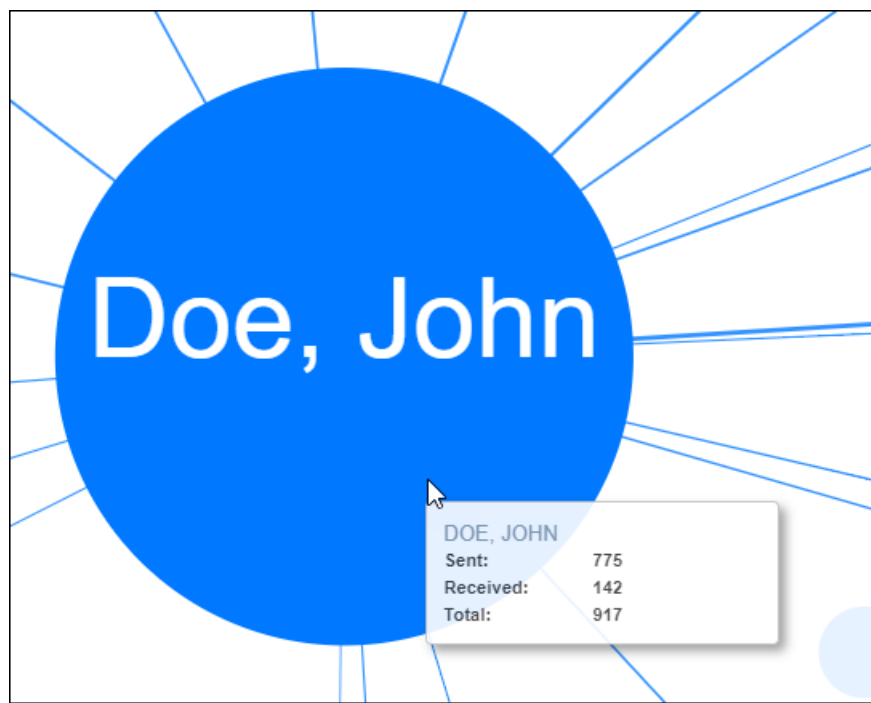 Doe, John
DOE, JOHN
Sent: 775
Received: 142
Total: 917